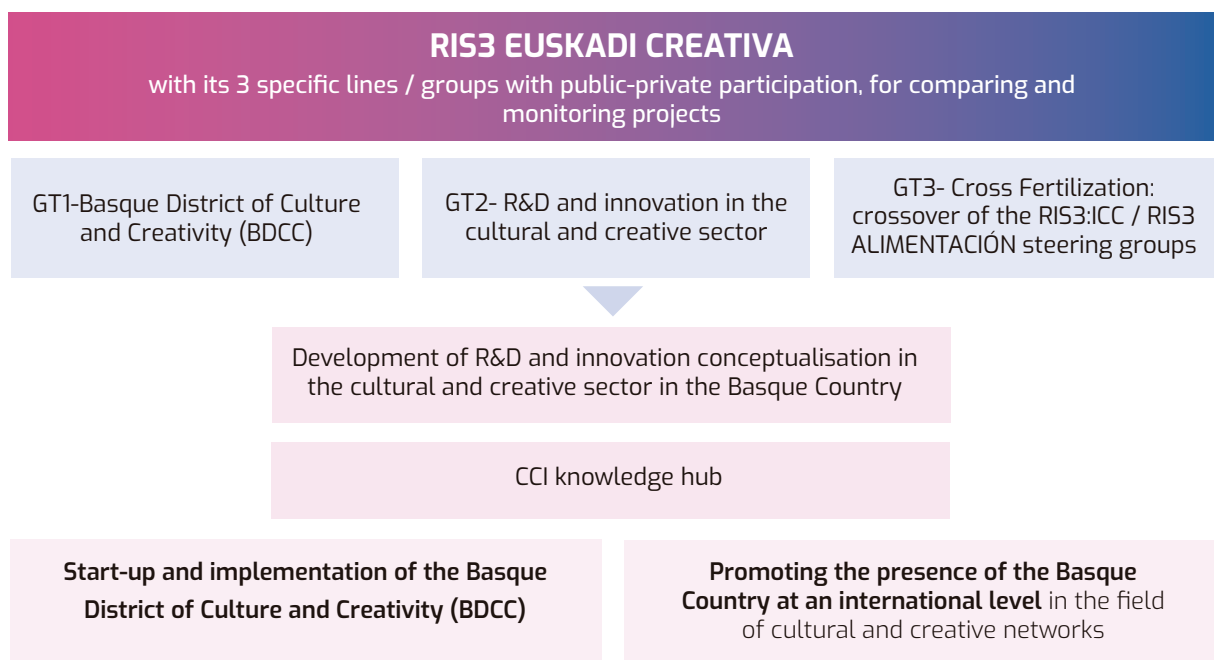 RIS3 EUSKADI CREATIVA
with its 3 specific lines / groups with public-private participation, for comparing and
monitoring projects
GT1-Basque District of Culture
and Creativity (BDCC)
GT2- R&D and innovation in the
cultural and creative sector
GT3- Cross Fertilization:
crossover of the RIS3:ICC / RIS3
ALIMENTACIÓN steering groups
Development of R&D and innovation conceptualisation in
the cultural and creative sector in the Basque Country
CCI knowledge hub
Start-up and implementation of the Basque
District of Culture and Creativity (BDCC)
Promoting the presence of the Basque
Country at an international level in the field
of cultural and creative networks